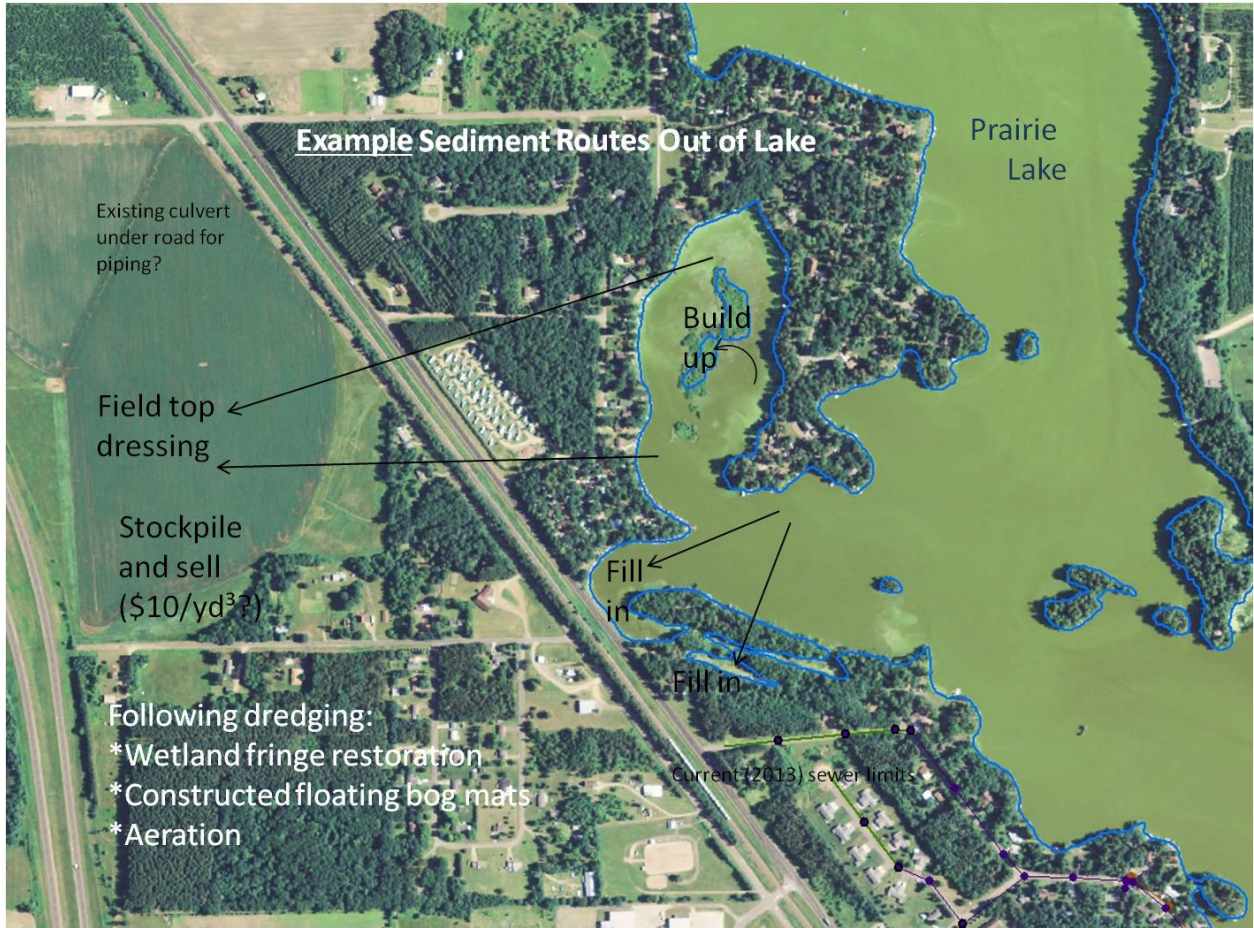 Example Sediment Routes Out of Lake
Prairie
Lake
Existing culvert
under road for
piping?
Build
up
Field top
dressing
Stockpile
and sell
($10/yd³?)
Fill
in
Fill in
Following dredging:
*Wetland fringe restoration
*Constructed floating bog mats
*Aeration
Current (2013) sewer limits